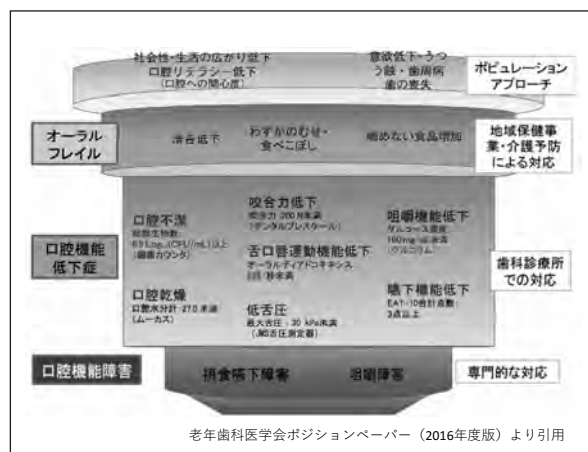 社会性・生活の広がり低下
口腔リテラシー低下
(口腔への関心度)
意欲低下・うつ
う蝕・歯周病
歯の喪失
ポピュレーション
アプローチ
オーラル
フレイル
滑舌低下
わずかのむせ・
食べこぼし
噛めない食品増加
地域保健事
業・介護予防
による対応
口腔機能
低下症
口腔不潔
総微生物数
(CFU/mL)以上
(細菌カウンタ)
口腔乾燥
口腔水分計 27.0 未満
(ムーカス)
咬合力低下
咬合力 200 N未満
(デンタルプレスケール)
舌口唇運動機能低下
オーラルディアドコキネシス
回/秒未満
低舌圧
最大舌圧:30 kPa未満
(JMS舌圧測定器)
咀嚼機能低下
グルコース濃度
100mg/dL未満
(グルコセンサー)
嚥下機能低下
EAT-10合計点数
3点以上
歯科診療所
での対応
口腔機能障害
摂食嚥下障害
咀嚼障害
専門的な対応
老年歯科医学会ポジションペーパー(2016年度版)より引用